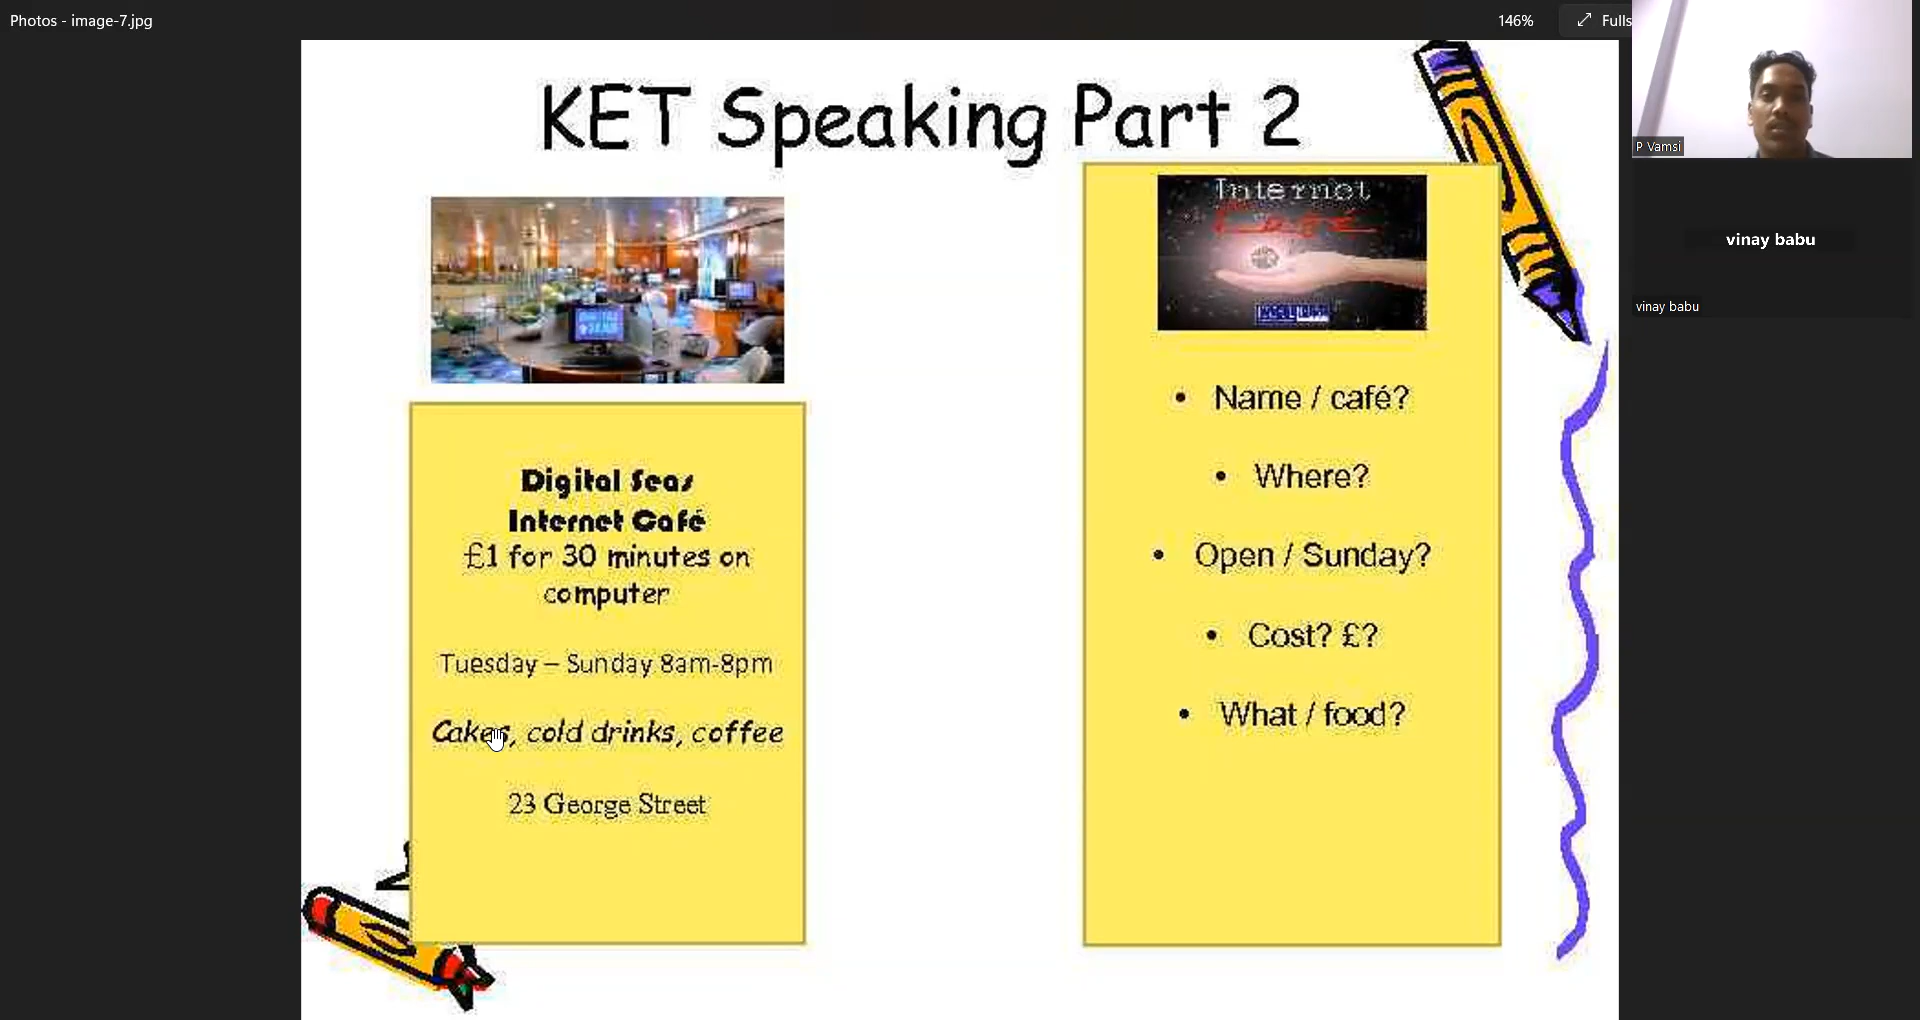 Photos - image-7.jpg
146%
Fulls
KET Speaking Part 2
Digital Seas
Internet Café
£1 for 30 minutes on
computer
Tuesday – Sunday 8am-8pm
Cakes, cold drinks, coffee
23 George Street
Internet
Café
• Name / café?
• Where?
• Open / Sunday?
• Cost? £?
• What / food?
P Vamsi
vinay babu
vinay babu